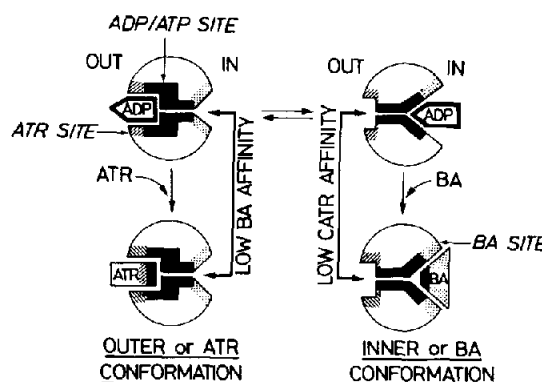 ADP/ATP SITE
OUT
IN
ADP
ATR SITE
ATR
LOW BA AFFINITY
ATR
OUTER or ATR
CONFORMATION
OUT
IN
ADP
LOW CATR AFFINITY
BA
BA SITE
BA
INNER or BA
CONFORMATION